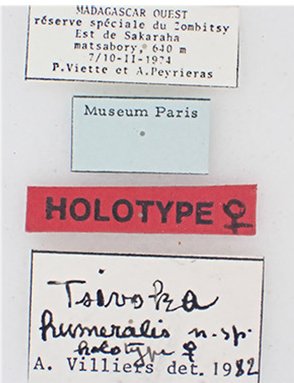 MADAGASCAR OUEST
réserve spéciale du Zombitsy
Est de Sakaraha
matsabory, 640 m
7/10-II-1974
P.Viette et A.Peyrieras
Museum Paris
HOLOTYPE ♀
Tsivoka
humeralis n. sp.
holotype ♀
A. Villiers det. 1982